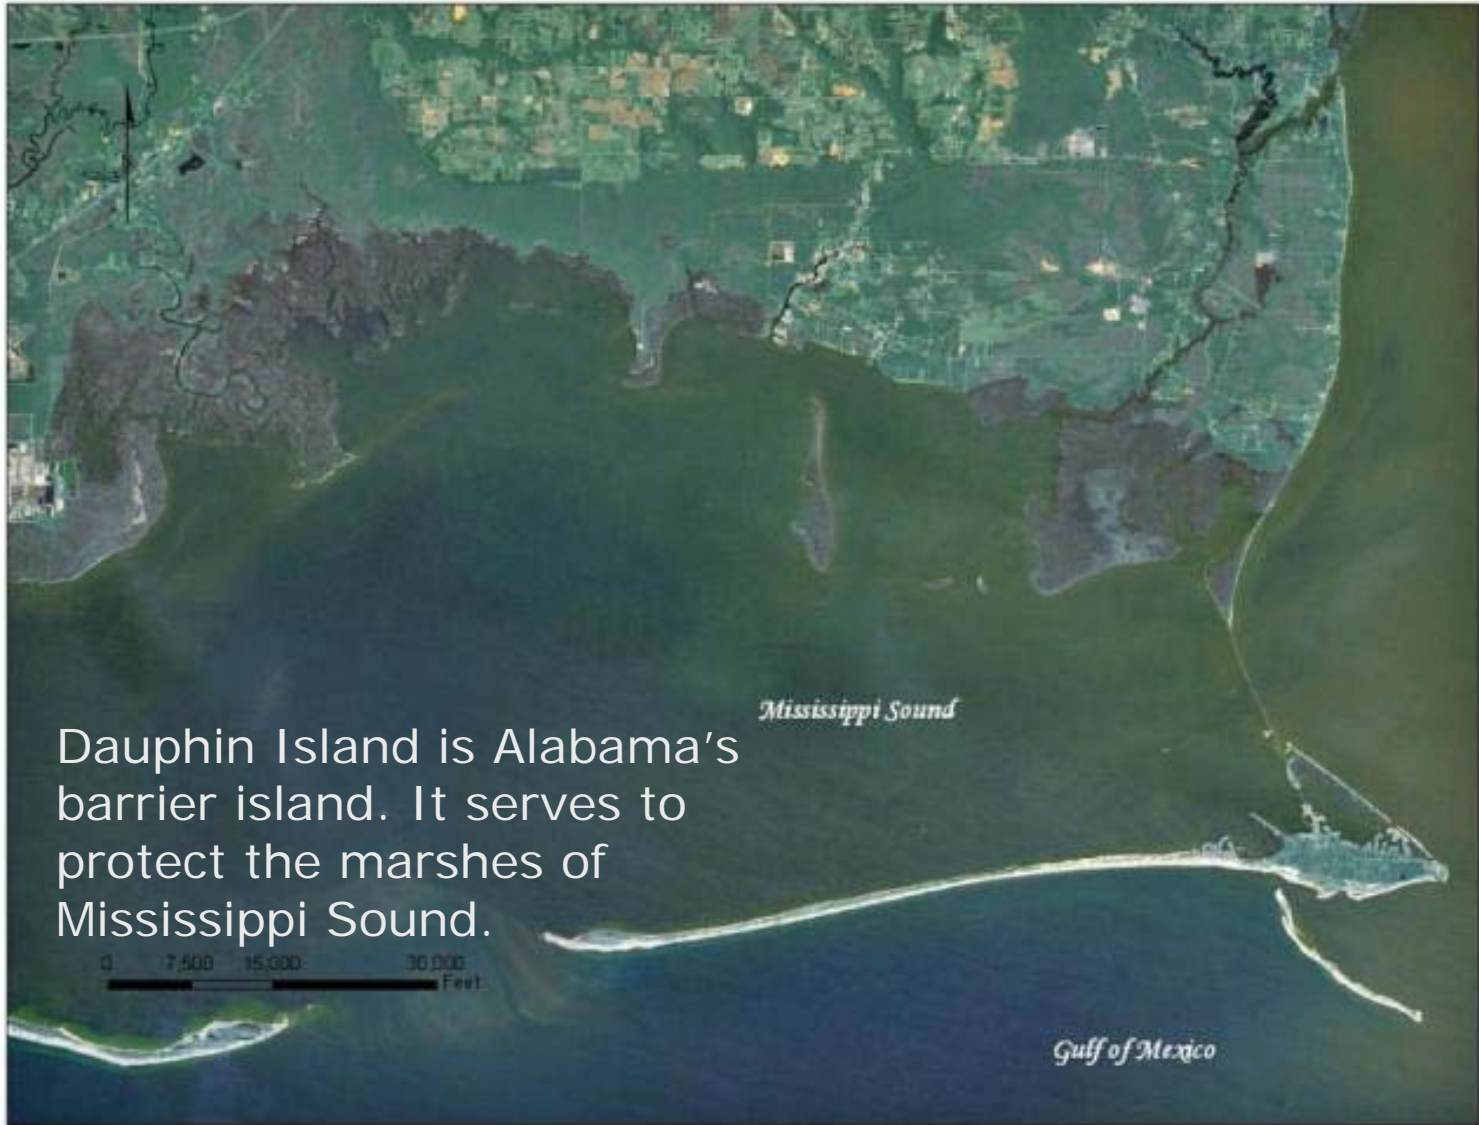 Mississippi Sound
Dauphin Island is Alabama's
barrier island. It serves to
protect the marshes of
Mississippi Sound.
0 7,500 15,000 30,000
Feet
Gulf of Mexico